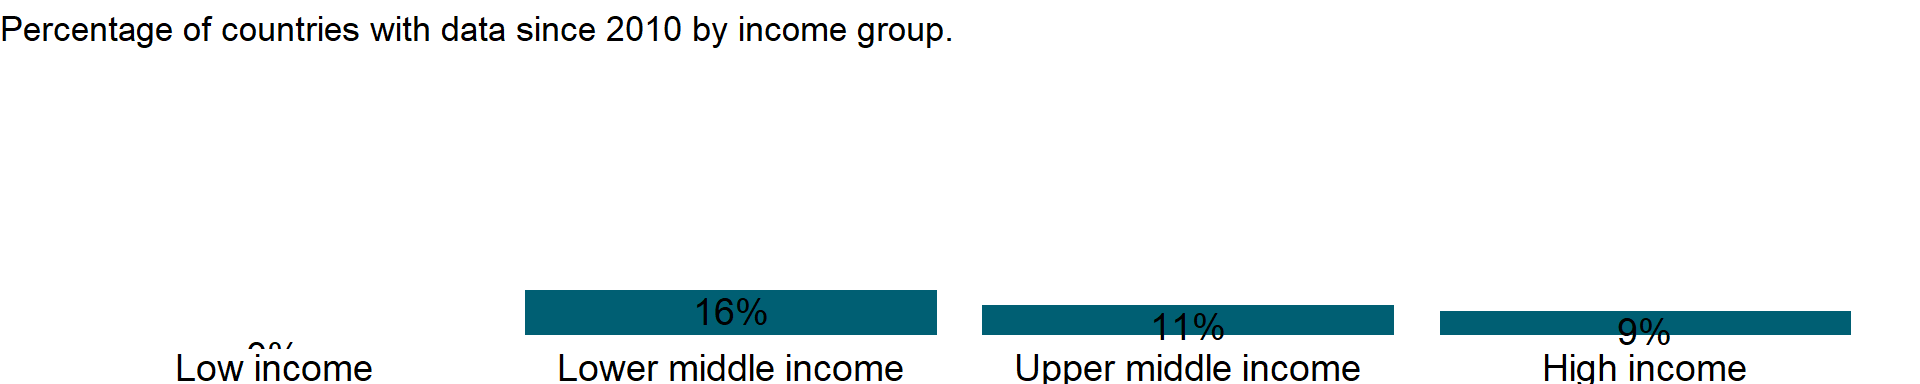 Percentage of countries with data since 2010 by income group.
16%
11%
9%
0%
Low income
Lower middle income
Upper middle income
High income